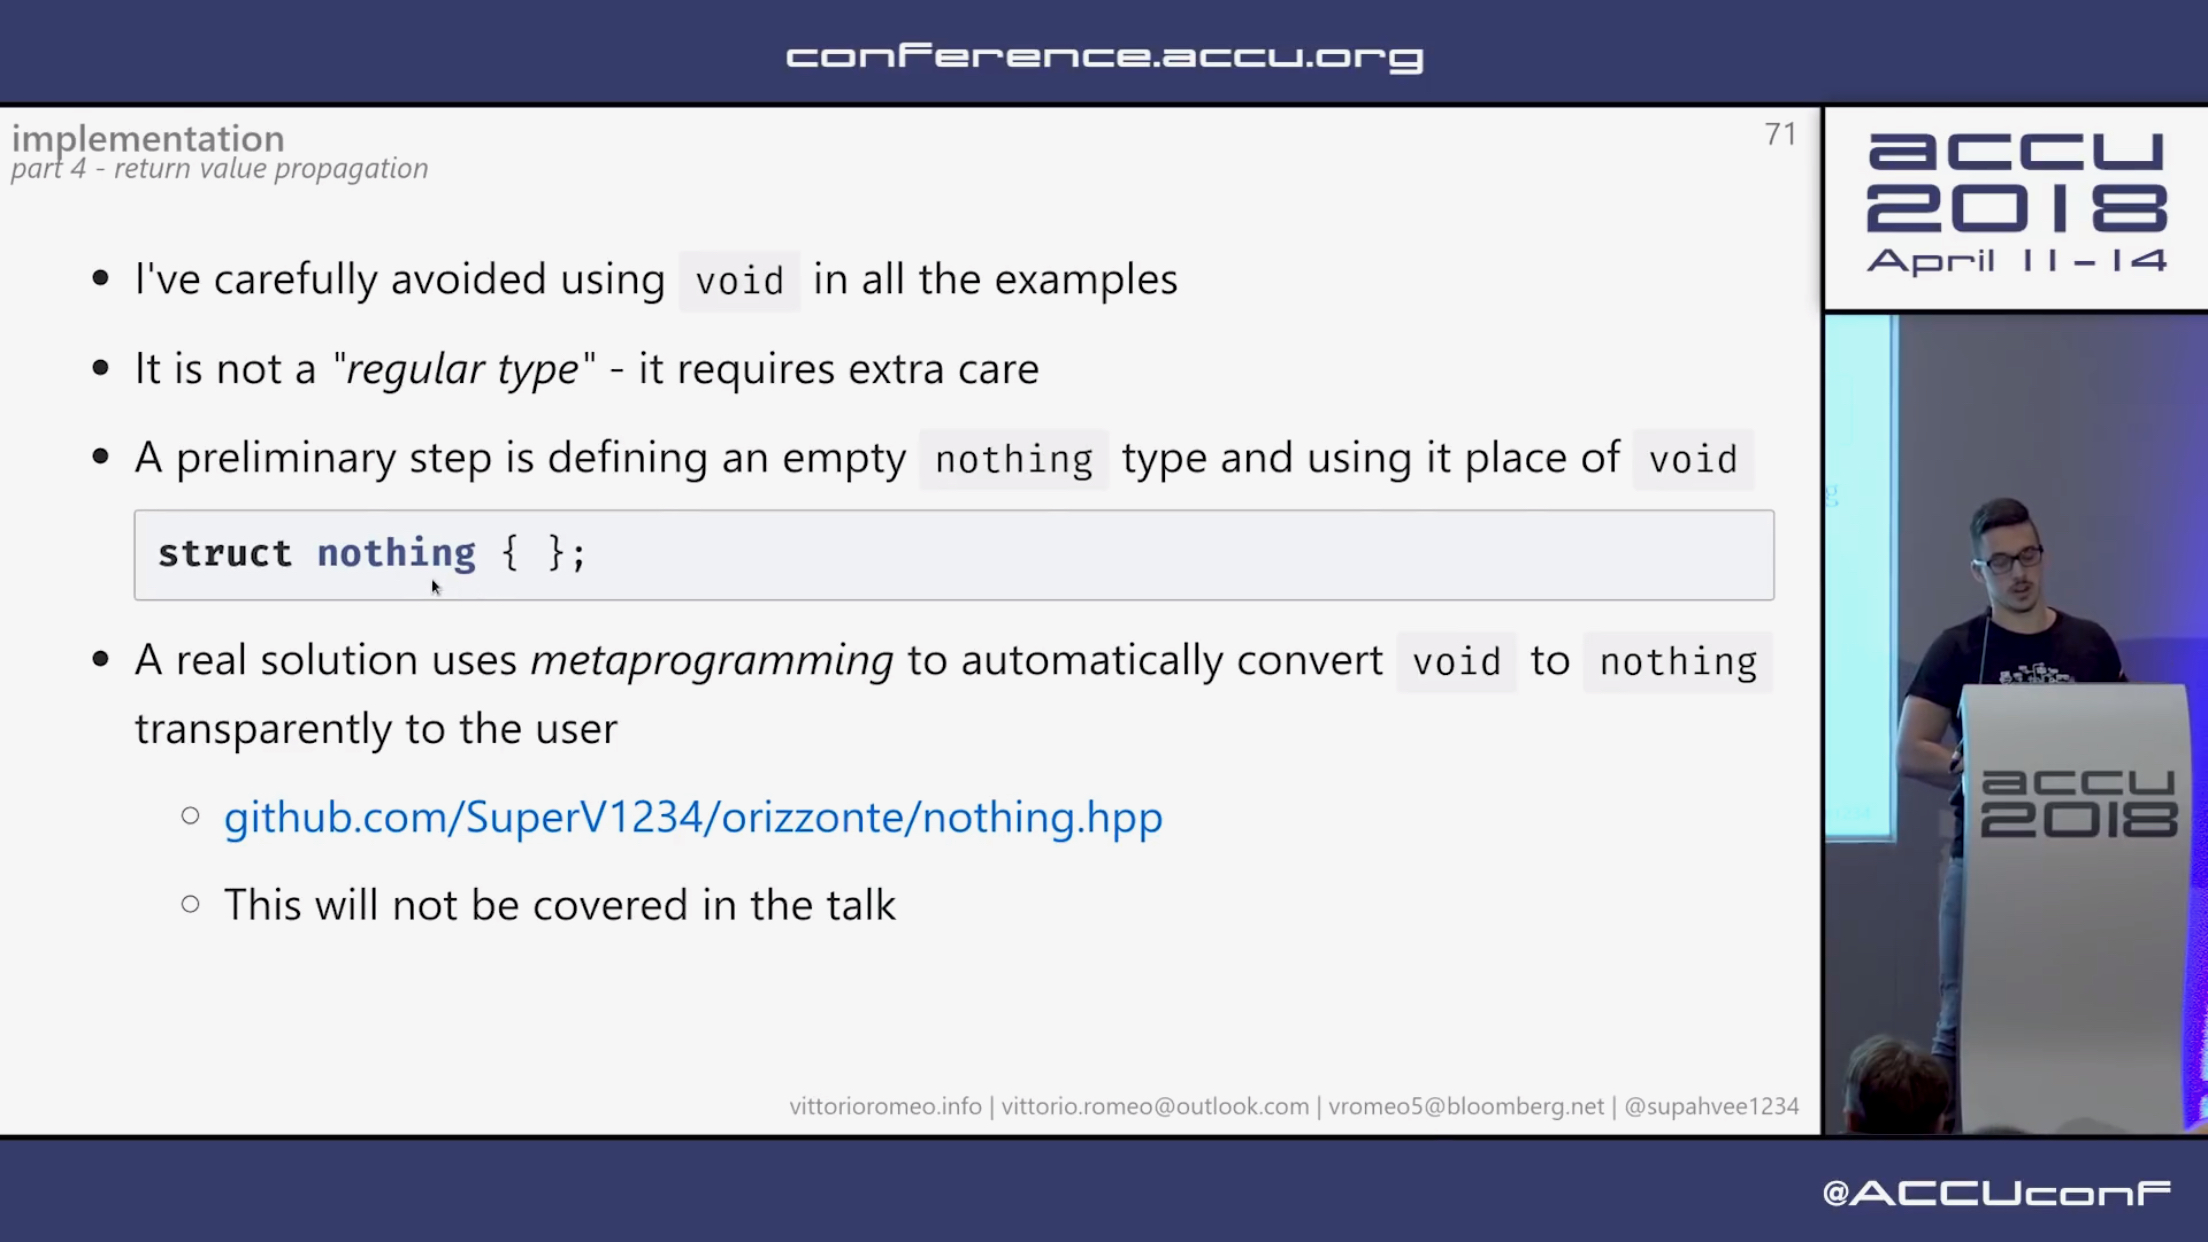 conference.accu.org
implementation
part 4 - return value propagation
71
I've carefully avoided using void in all the examples
It is not a "regular type" - it requires extra care
A preliminary step is defining an empty nothing type and using it place of void
struct nothing { };
A real solution uses metaprogramming to automatically convert void to nothing
transparently to the user
github.com/SuperV1234/orizzonte/nothing.hpp
This will not be covered in the talk
vittorioromeo.info | vittorio.romeo@outlook.com | vromeo5@bloomberg.net | @supahvee1234
accu
2018
April 11-14
accu
2018
@ACCUconf